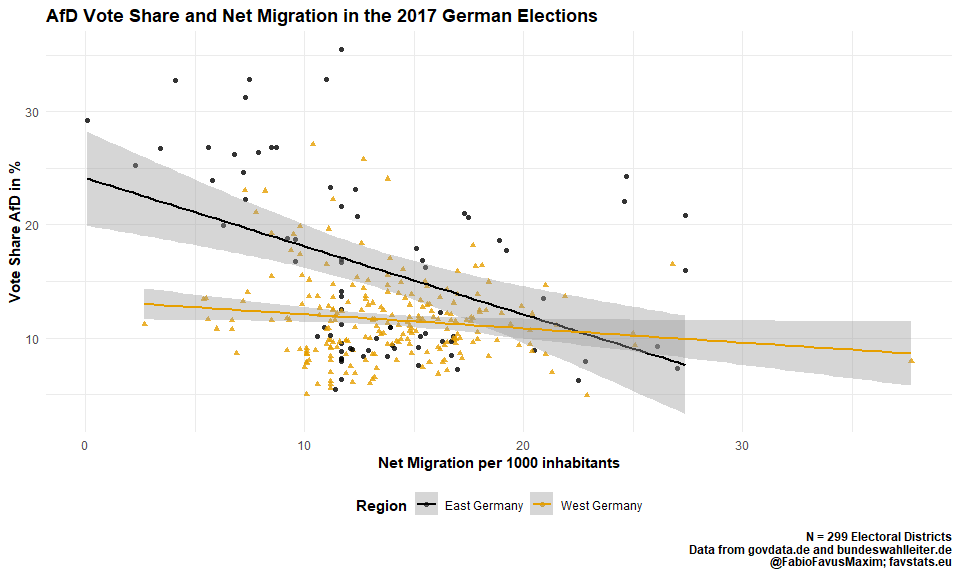 AfD Vote Share and Net Migration in the 2017 German Elections
Vote Share AfD in %
30
20
10
0
10
20
30
Net Migration per 1000 inhabitants
Region
East Germany
West Germany
N = 299 Electoral Districts
Data from govdata.de and bundeswahlleiter.de
@FabioFavusMaxim; favstats.eu